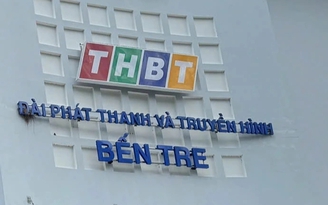 THBT
ĐÀI PHÁT THANH VÀ TRUYỀN HÌNH
BẾN TRE